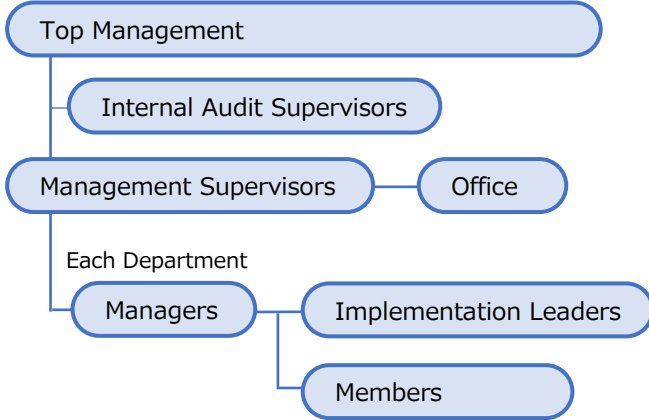 Top Management
Internal Audit Supervisors
Management Supervisors
Office
Each Department
Managers
Implementation Leaders
Members